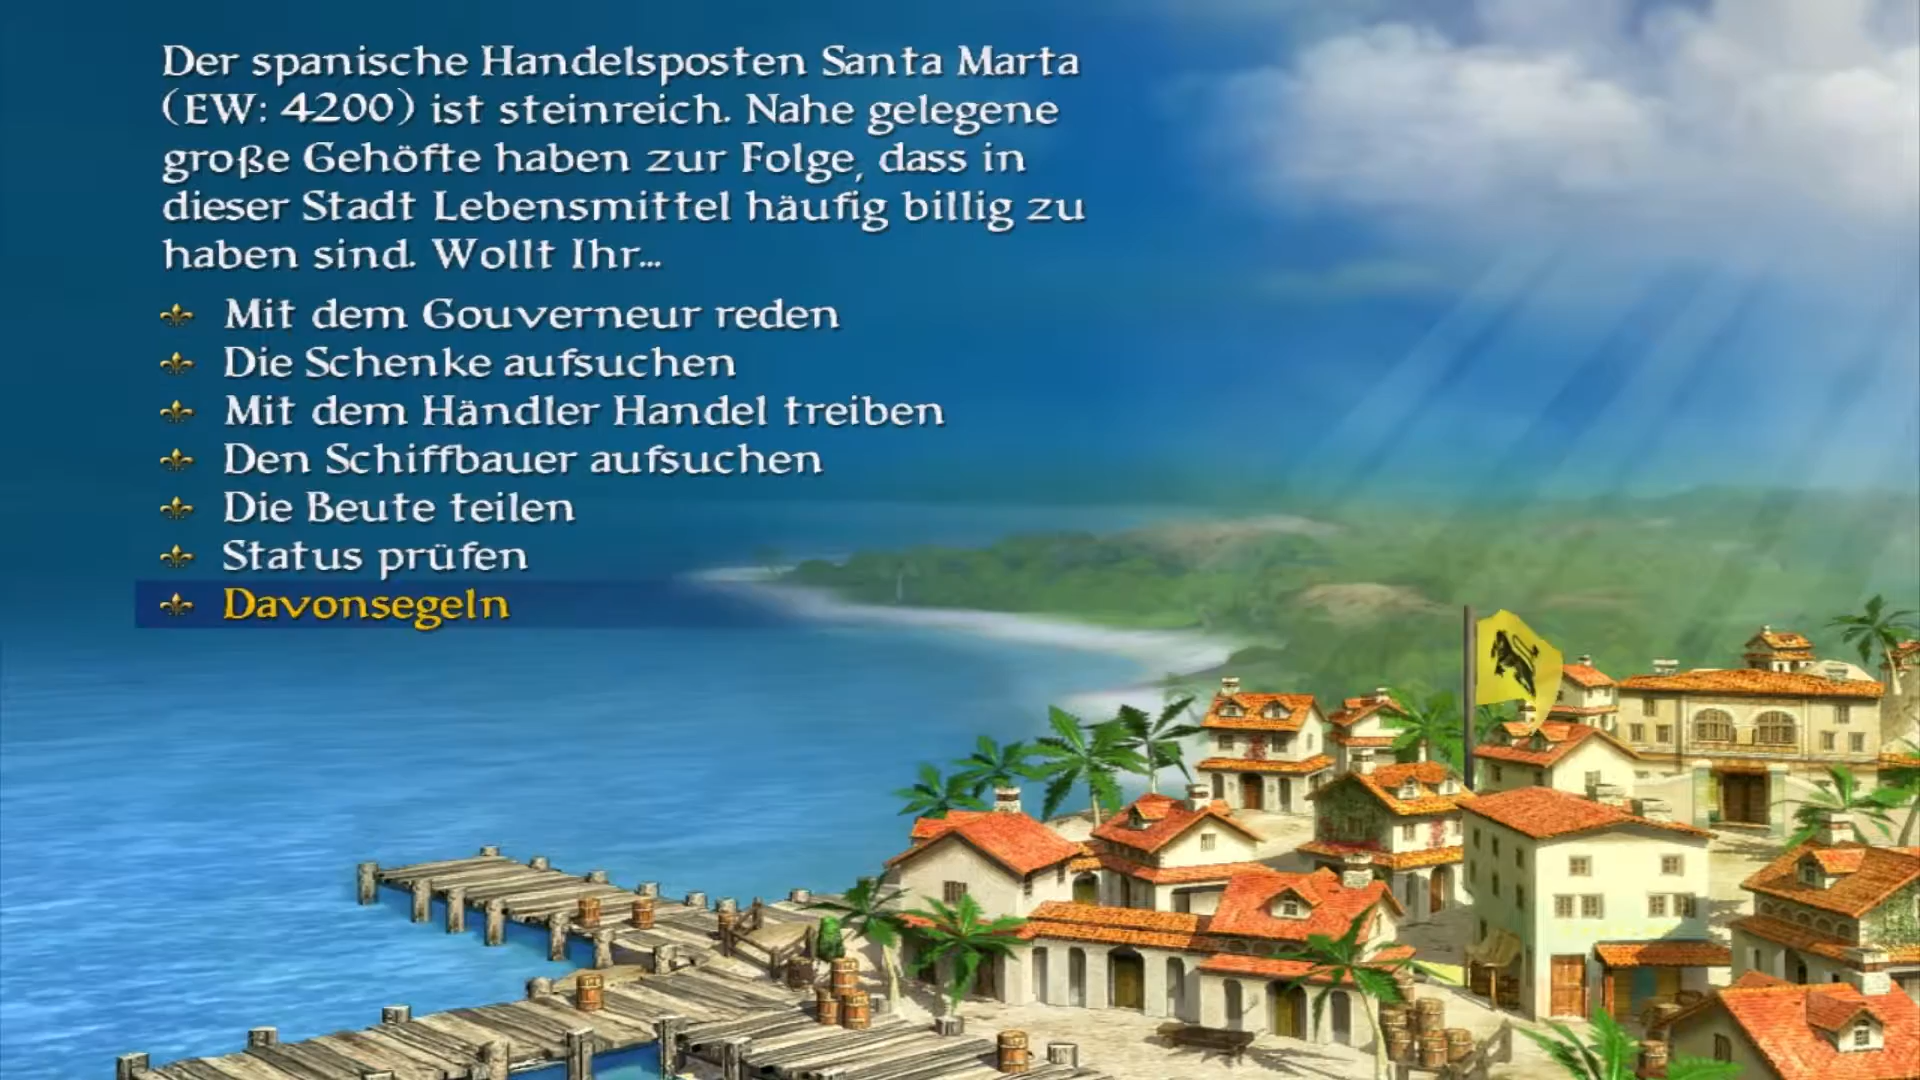 Der spanische Handelsposten Santa Marta
(EW: 4200) ist steinreich. Nahe gelegene
große Gehöfte haben zur Folge, dass in
dieser Stadt Lebensmittel häufig billig zu
haben sind. Wollt Ihr...
Mit dem Gouverneur reden
Die Schenke aufsuchen
Mit dem Händler Handel treiben
Den Schiffbauer aufsuchen
Die Beute teilen
Status prüfen
Davonsegeln